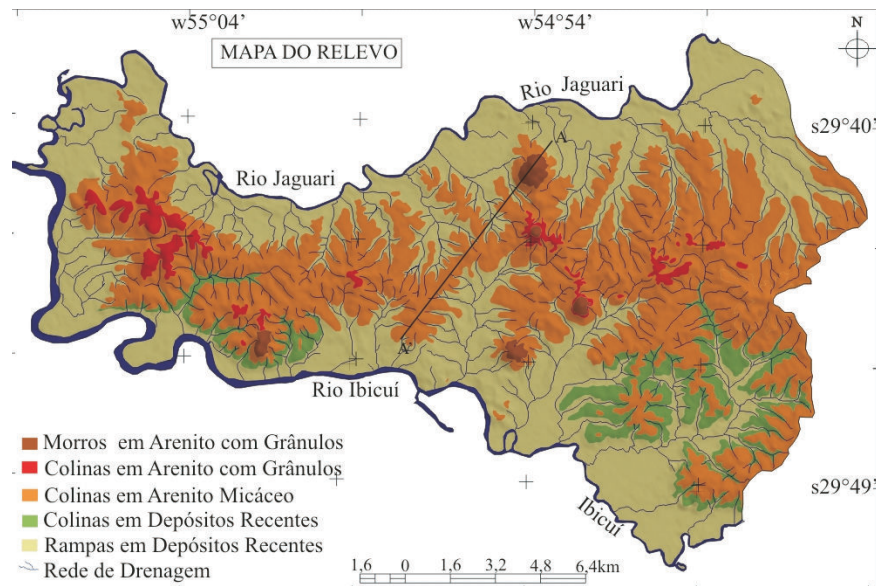 w55°04‘
w54°54‘
MAPA DO RELEVO
N
Rio Jaguari
s29°40‘
A
Rio Jaguari
A’
Rio Ibicuí
s29°49‘
Ibicuí
Morros em Arenito com Grânulos
Colinas em Arenito com Grânulos
Colinas em Arenito Micáceo
Colinas em Depósitos Recentes
Rampas em Depósitos Recentes
Rede de Drenagem
1,6 0 1,6 3,2 4,8 6,4km